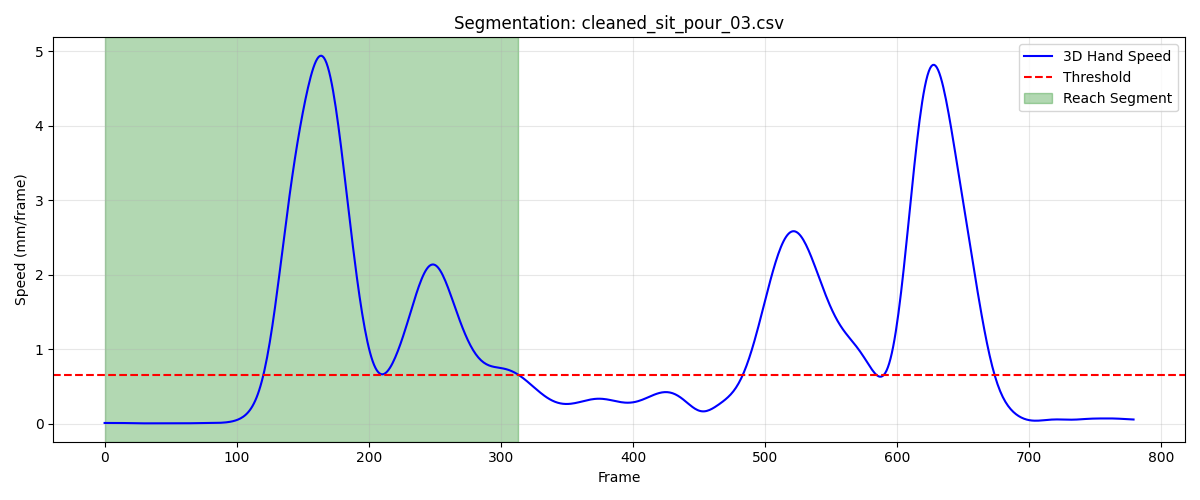 Segmentation: cleaned_sit_pour_03.csv
3D Hand Speed
Threshold
Reach Segment
Speed (mm/frame)
5
4
3
2
1
0
0 100 200 300 400 500 600 700 800
Frame